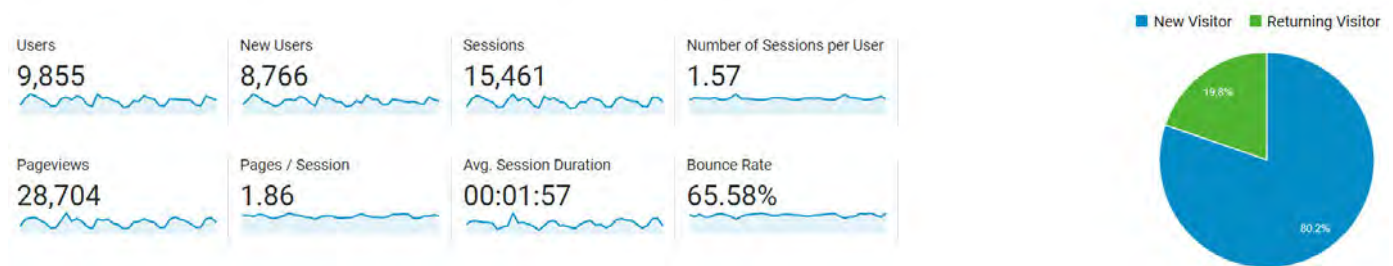 New Visitor Returning Visitor
Users New Users Sessions Number of Sessions per User
9,855 8,766 15,461 1.57
19.8%
Pageviews Pages / Session Avg. Session Duration Bounce Rate
28,704 1.86 00:01:57 65.58%
80.2%